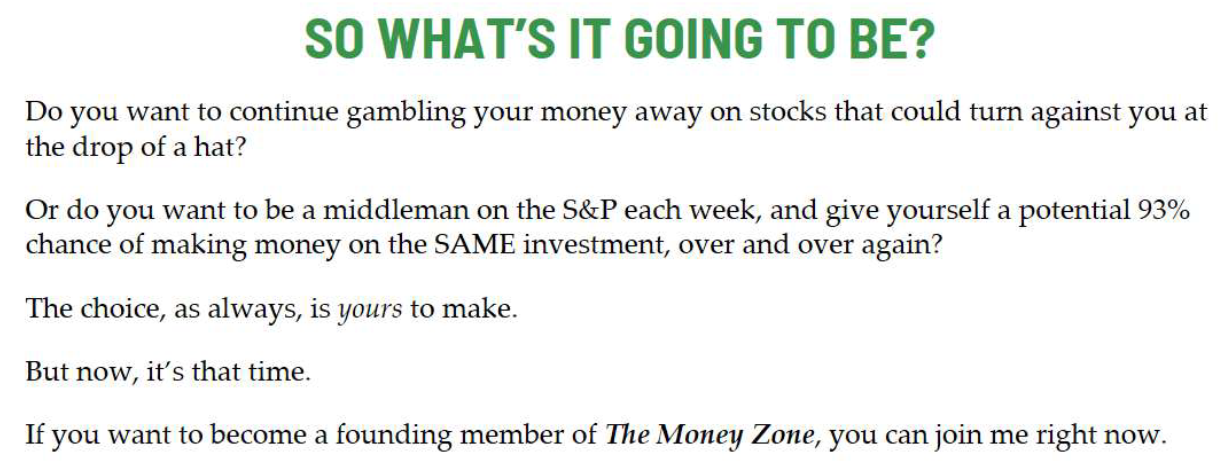 SO WHAT'S IT GOING TO BE?
Do you want to continue gambling your money away on stocks that could turn against you at
the drop of a hat?
Or do you want to be a middleman on the S&P each week, and give yourself a potential 93%
chance of making money on the SAME investment, over and over again?
The choice, as always, is yours to make.
But now, it's that time.
If you want to become a founding member of The Money Zone, you can join me right now.